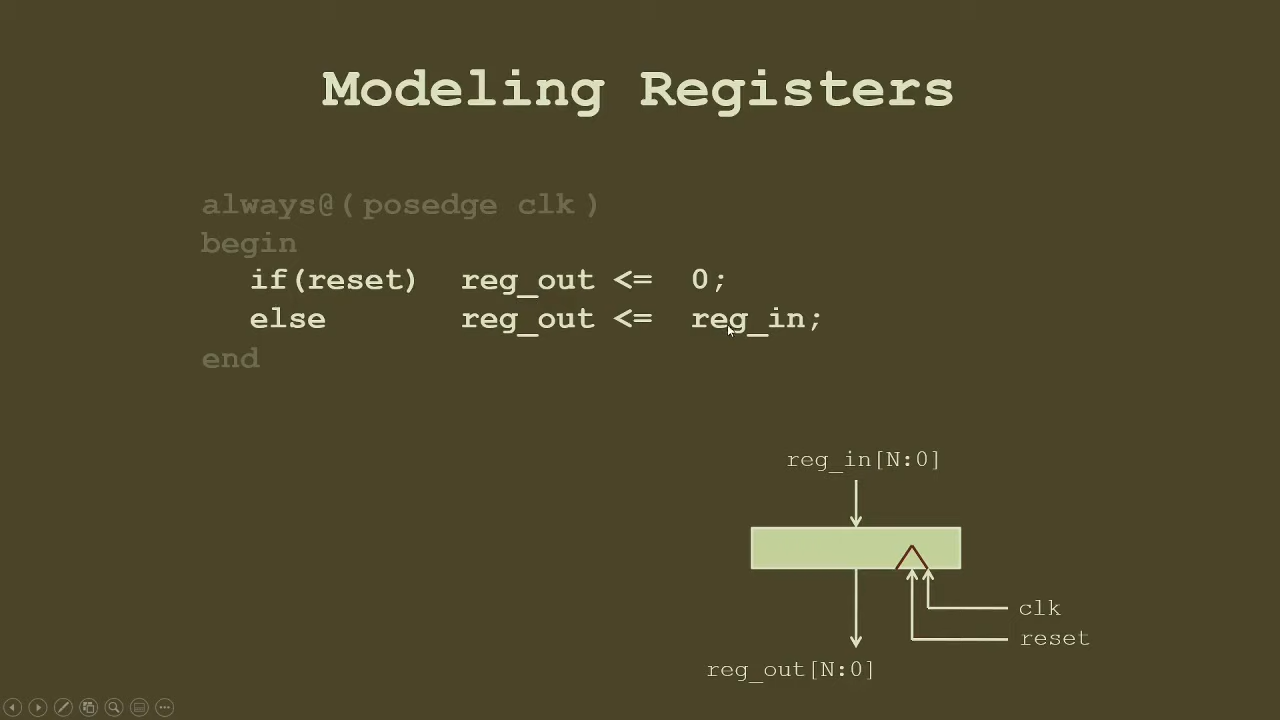 Modeling Registers
always@( posedge clk )
begin
if(reset) reg_out <= 0;
else reg_out <= reg_in;
end
reg_in[N:0]
clk
reset
reg_out[N:0]